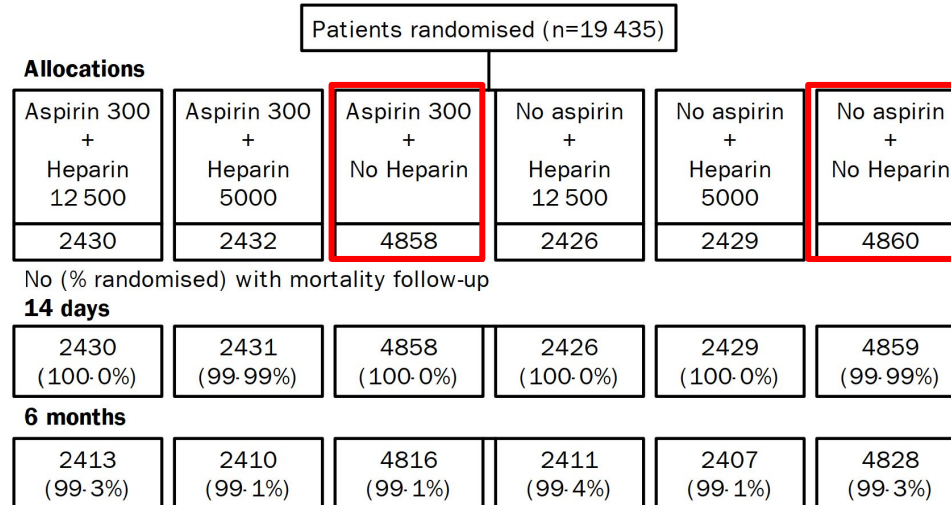 Patients randomised (n=19 435)
Allocations
Aspirin 300
+
Heparin
12 500
2430
Aspirin 300
+
Heparin
5000
2432
Aspirin 300
+
No Heparin
4858
No aspirin
+
Heparin
12 500
2426
No aspirin
+
Heparin
5000
2429
No aspirin
+
No Heparin
4860
No (% randomised) with mortality follow-up
14 days
2430
(100·0%)
2431
(99·99%)
4858
(100·0%)
2426
(100·0%)
2429
(100·0%)
4859
(99·99%)
6 months
2413
(99·3%)
2410
(99·1%)
4816
(99·1%)
2411
(99·4%)
2407
(99·1%)
4828
(99·3%)